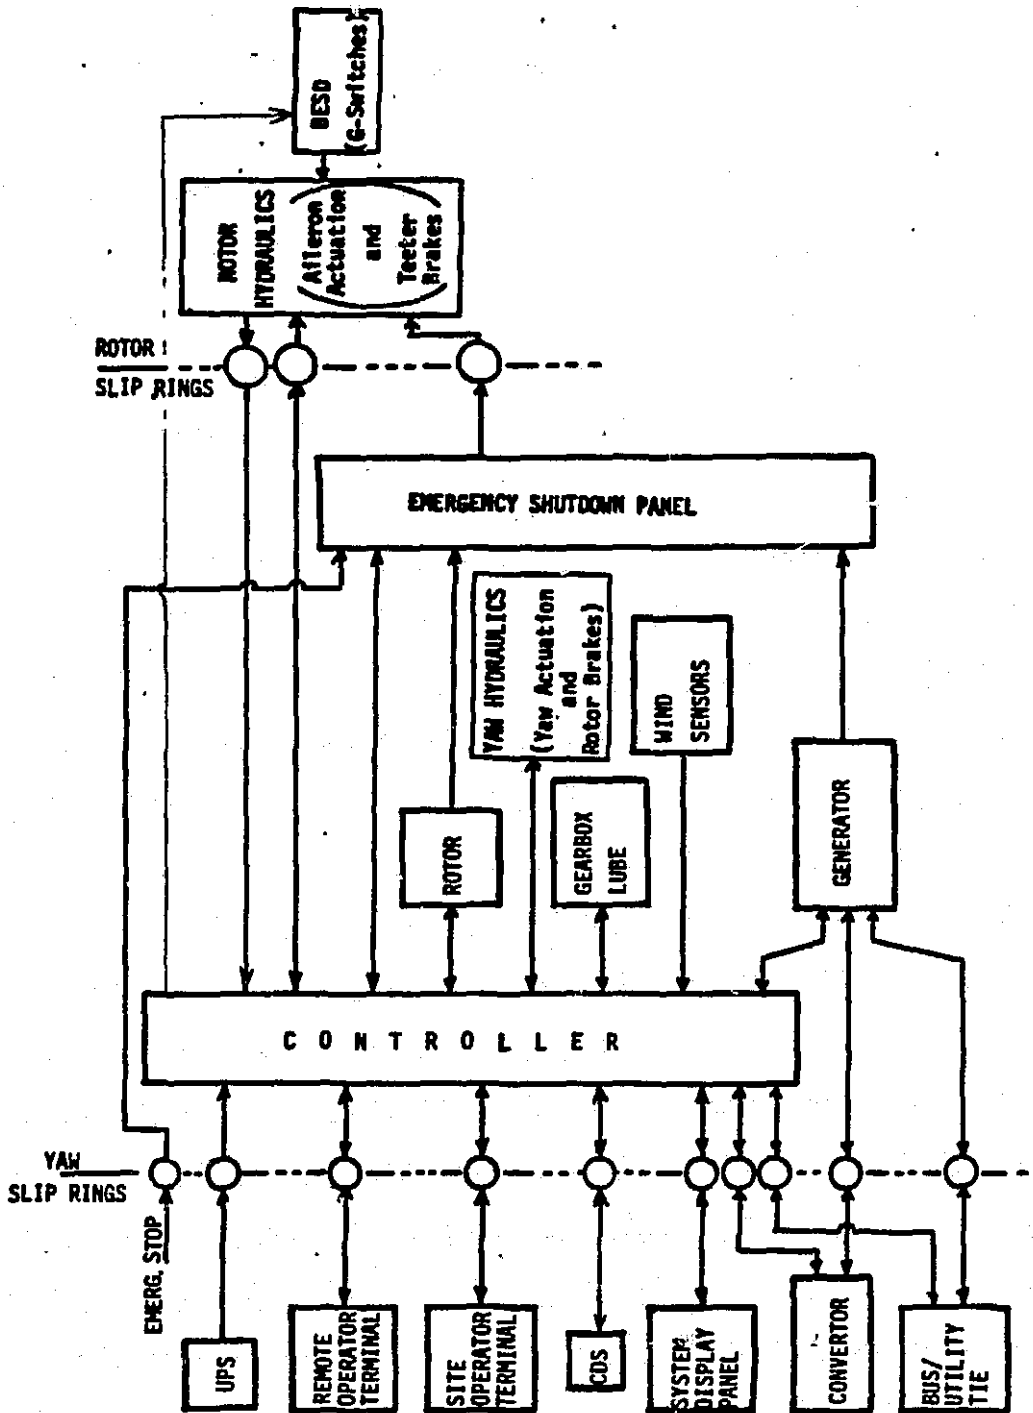 ROTOR
SLIP RINGS
BESD
(G-Switches)
ROTOR
HYDRAULICS
(Aileron
Actuation
and
Teeter
Brakes)
EMERGENCY SHUTDOWN PANEL
YAW HYDRAULICS
(Yaw Actuation
and
Rotor Brakes)
WIND
SENSORS
ROTOR
GEARBOX
LUBE
GENERATOR
CONTROLLER
YAW
SLIP RINGS
EMERG. STOP
UPS
REMOTE
OPERATOR
TERMINAL
SITE
OPERATOR
TERMINAL
CDS
SYSTEM
DISPLAY
PANEL
CONVERTOR
BUS/
UTILITY
TIE